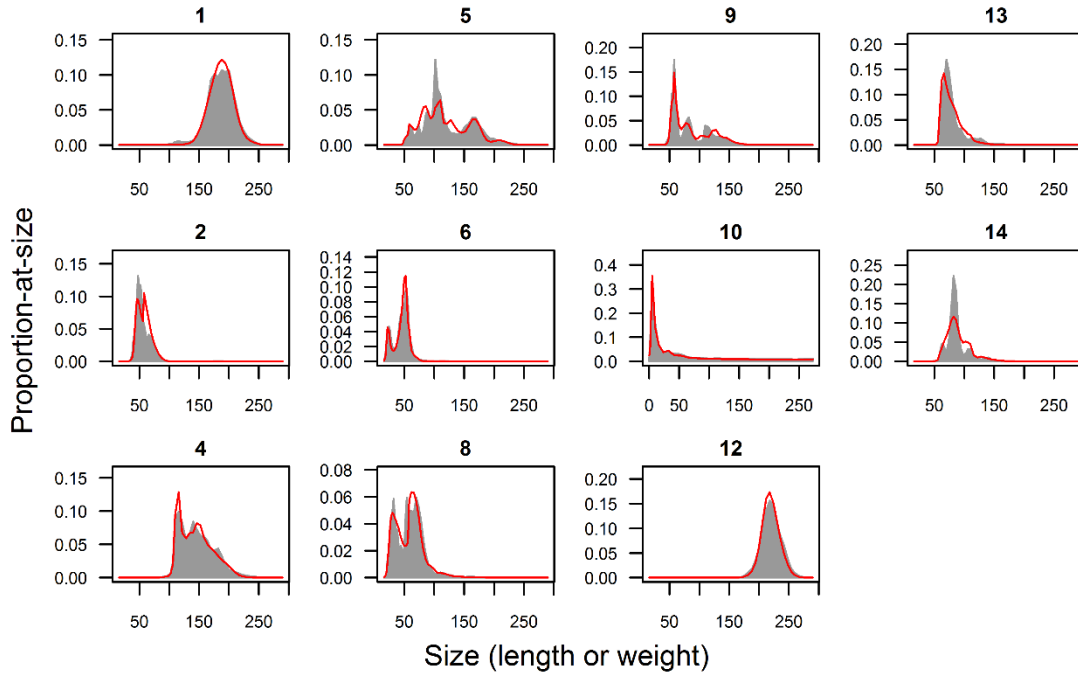 1 5 9 13
0.15 0.15 0.20 0.20
0.10 0.10 0.15 0.15
0.05 0.05 0.10 0.10
0.00 0.00 0.05 0.05
0.00 0.00
50 150 250 50 150 250 50 150 250 50 150 250
2 6 10 14
0.15 0.14 0.4 0.25
0.10 0.12 0.3 0.20
0.05 0.10 0.2 0.15
0.00 0.08 0.1 0.10
0.06 0.0 0.05
0.04 0.00
0.02
0.00
50 150 250 50 150 250 0 50 150 250 50 150 250
4 8 12
0.15 0.08 0.20
0.10 0.06 0.15
0.05 0.04 0.10
0.00 0.02 0.05
0.00 0.00
50 150 250 50 150 250 50 150 250
Proportion-at-size
Size (length or weight)